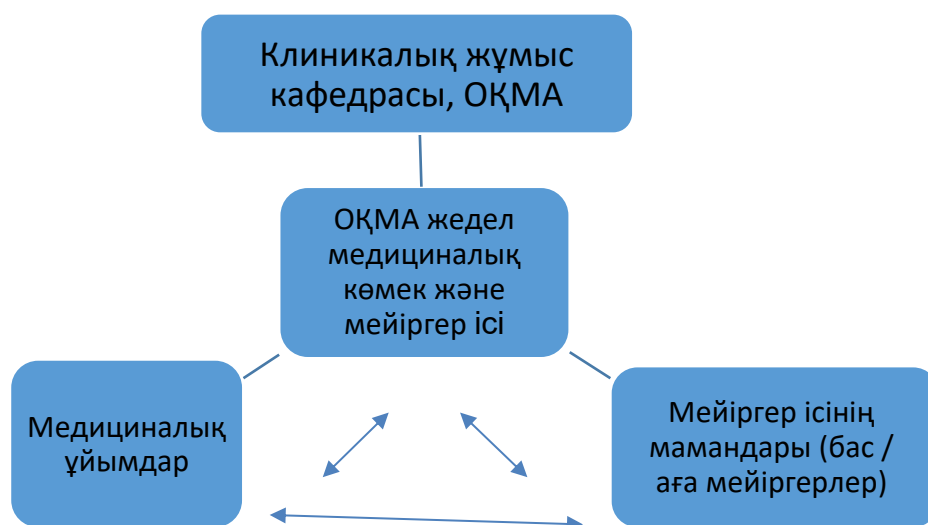 Клиникалық жұмыс
кафедрасы, ОҚМА
ОҚМА жедел
медициналық
көмек және
мейіргер ісі
Медициналық
ұйымдар
Мейіргер ісінің
мамандары (бас /
аға мейіргерлер)